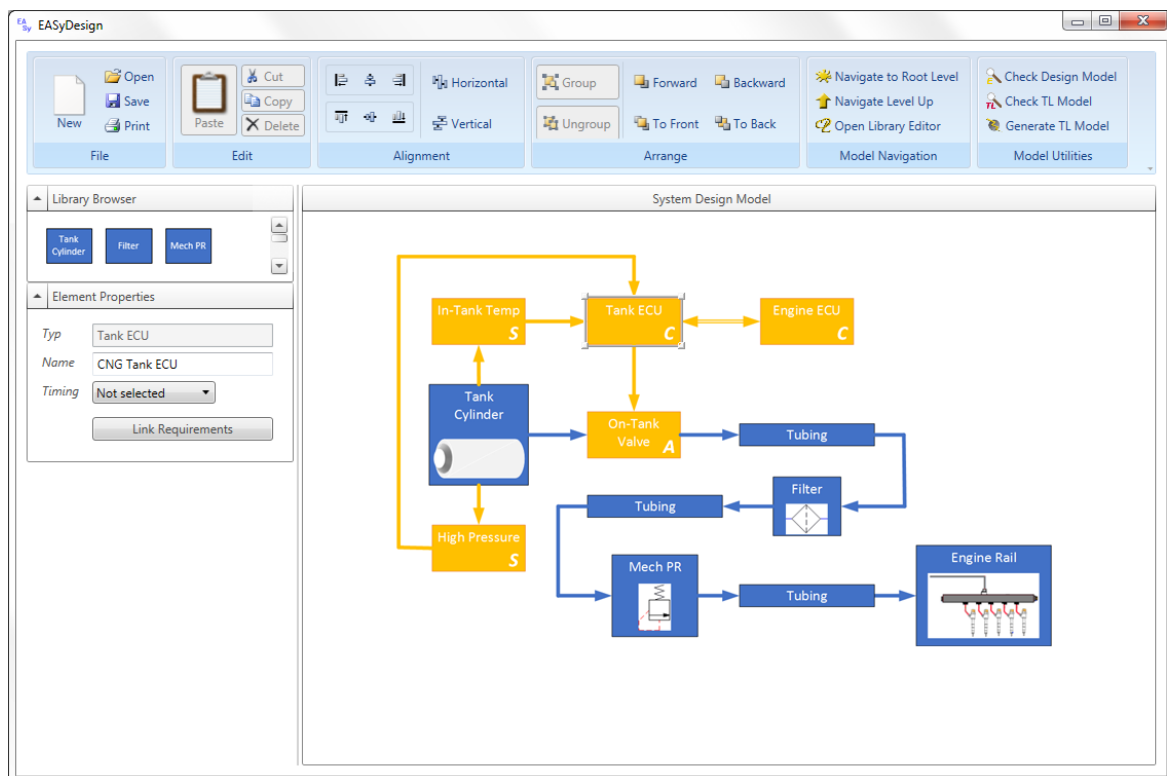 EASy EASyDesign
New
Open
Save
Print
File
Paste
Cut
Copy
Delete
Edit
Horizontal
Vertical
Alignment
Group
Ungroup
Forward
Backward
To Front
To Back
Arrange
Navigate to Root Level
Navigate Level Up
Open Library Editor
Model Navigation
Check Design Model
TL Check TL Model
Generate TL Model
Model Utilities
Library Browser
Tank
Cylinder
Filter
Mech PR
Element Properties
Typ Tank ECU
Name CNG Tank ECU
Timing Not selected
Link Requirements
System Design Model
In-Tank Temp
S
Tank ECU
C
Engine ECU
C
Tank
Cylinder
On-Tank
Valve
A
Tubing
Filter
Tubing
High Pressure
S
Mech PR
Tubing
Engine Rail